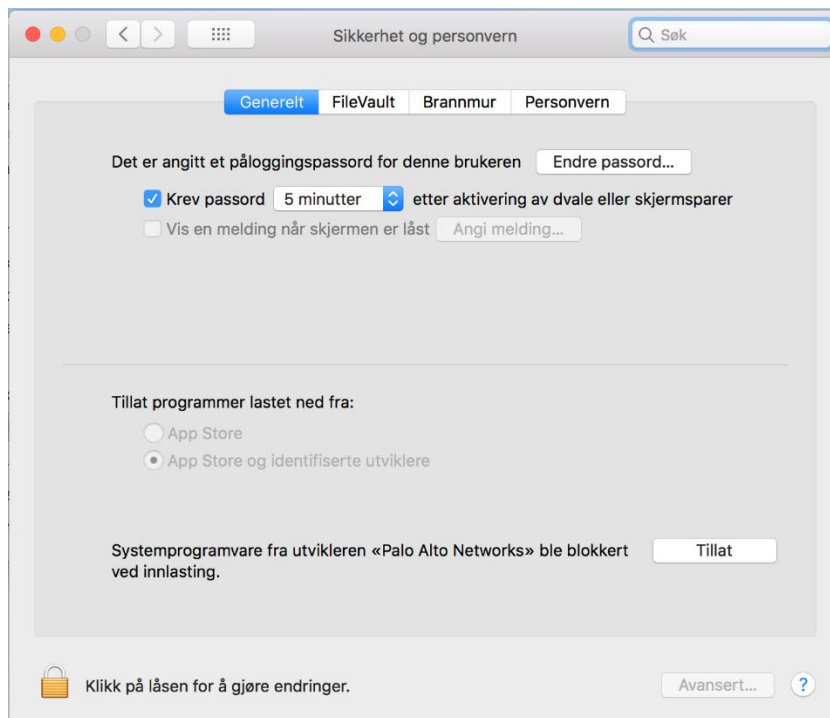 Sikkerhet og personvern
Søk
Generelt FileVault Brannmur Personvern
Det er angitt et påloggingspassord for denne brukeren Endre passord...
Krev passord 5 minutter etter aktivering av dvale eller skjermsparer
Vis en melding når skjermen er låst Angi melding...
Tillat programmer lastet ned fra:
App Store
App Store og identifiserte utviklere
Systemprogramvare fra utvikleren «Palo Alto Networks» ble blokkert Tillat
ved innlasting.
Klikk på låsen for å gjøre endringer. Avansert... ?